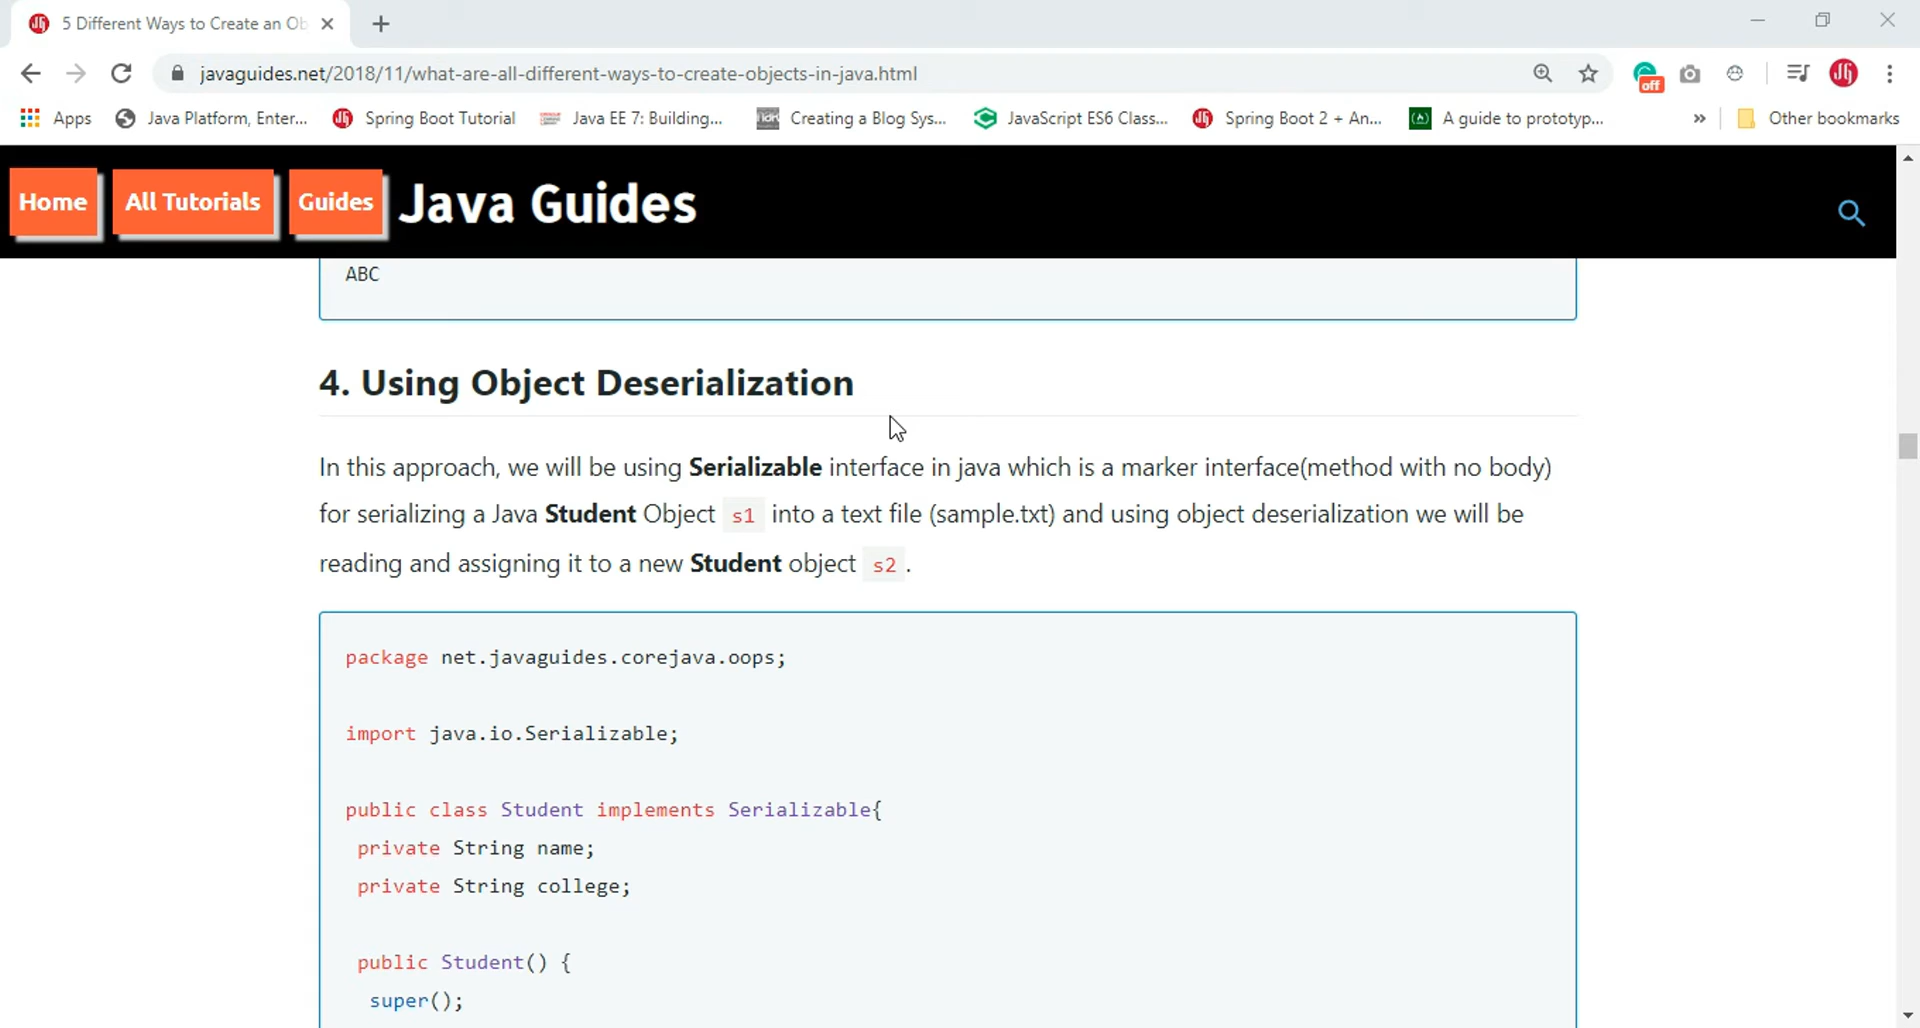 5 Different Ways to Create an Ob
javaguides.net/2018/11/what-are-all-different-ways-to-create-objects-in-java.html
off
JG
Apps
Java Platform, Enter...
Spring Boot Tutorial
Java EE 7: Building...
Creating a Blog Sys...
JavaScript ES6 Class...
Spring Boot 2 + An...
A guide to prototyp...
»
Other bookmarks
Home
All Tutorials
Guides
Java Guides
ABC
4. Using Object Deserialization
In this approach, we will be using Serializable interface in java which is a marker interface(method with no body)
for serializing a Java Student Object s1 into a text file (sample.txt) and using object deserialization we will be
reading and assigning it to a new Student object s2 .
package net.javaguides.corejava.oops;
import java.io.Serializable;
public class Student implements Serializable{
private String name;
private String college;
public Student() {
super();